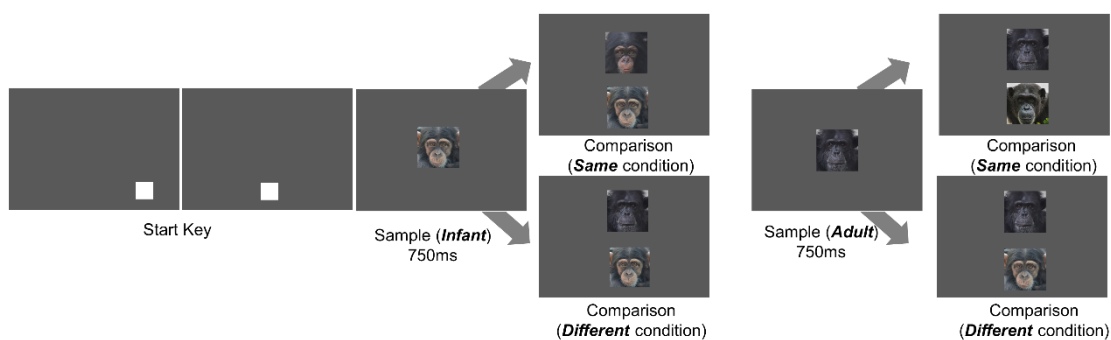 Start Key
Sample (Infant)
750ms
Comparison
(Same condition)
Comparison
(Different condition)
Sample (Adult)
750ms
Comparison
(Same condition)
Comparison
(Different condition)